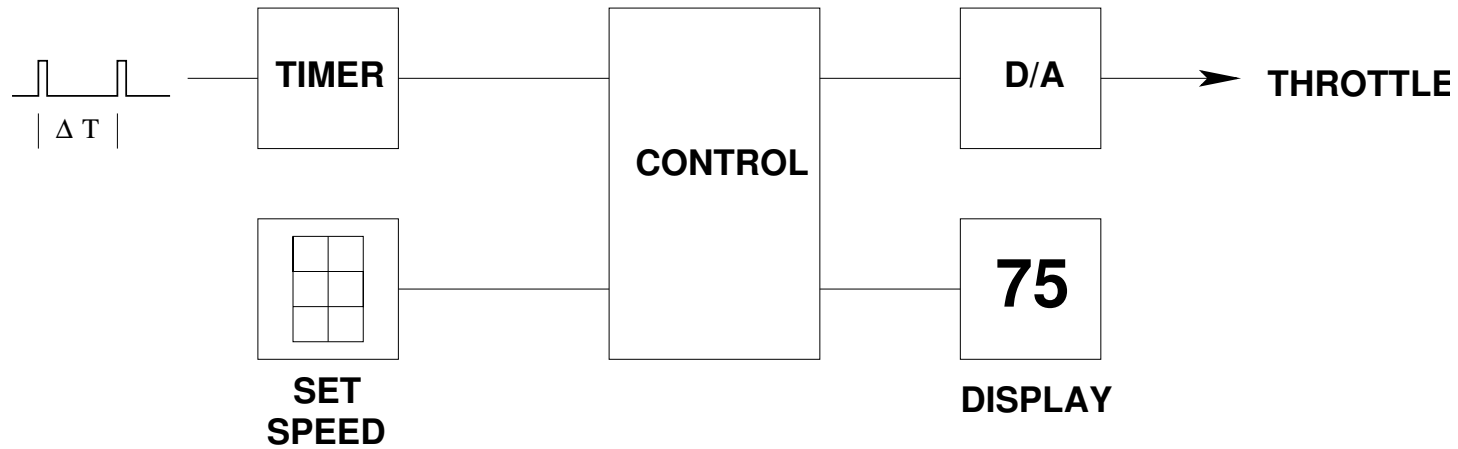 TIMER
D/A
THROTTLE
Δ T
CONTROL
75
SET
SPEED
DISPLAY